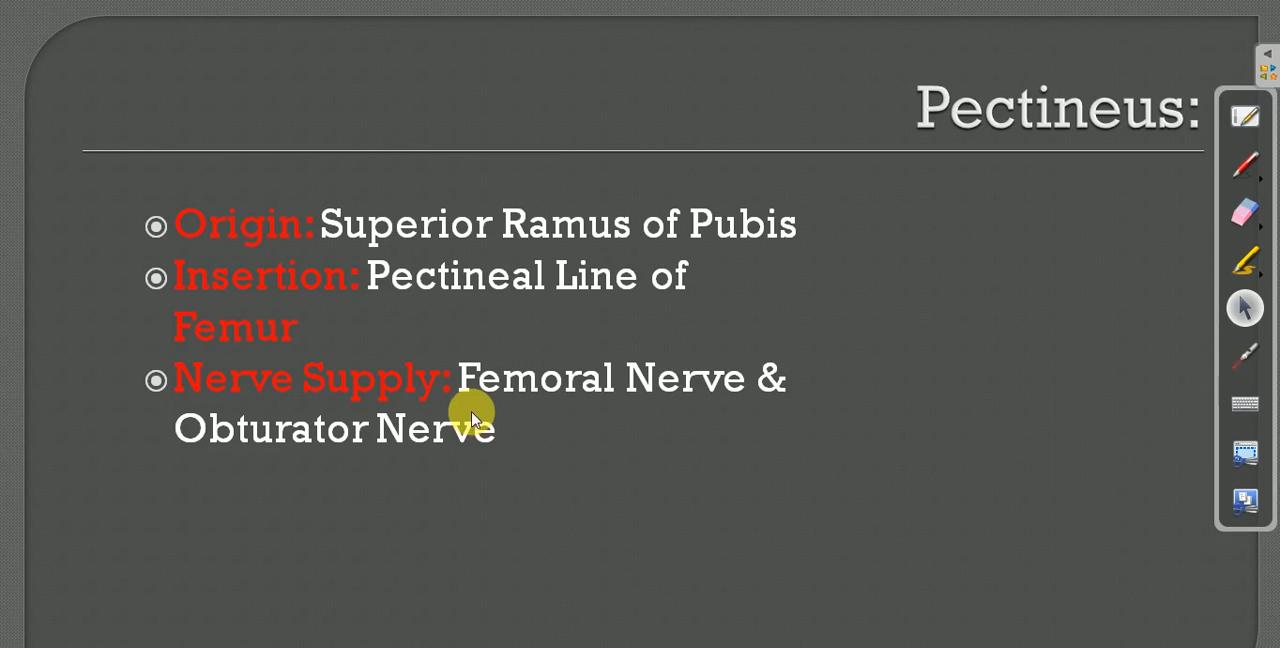 Pectineus:
Origin: Superior Ramus of Pubis
Insertion: Pectineal Line of
Femur
Nerve Supply: Femoral Nerve &
Obturator Nerve